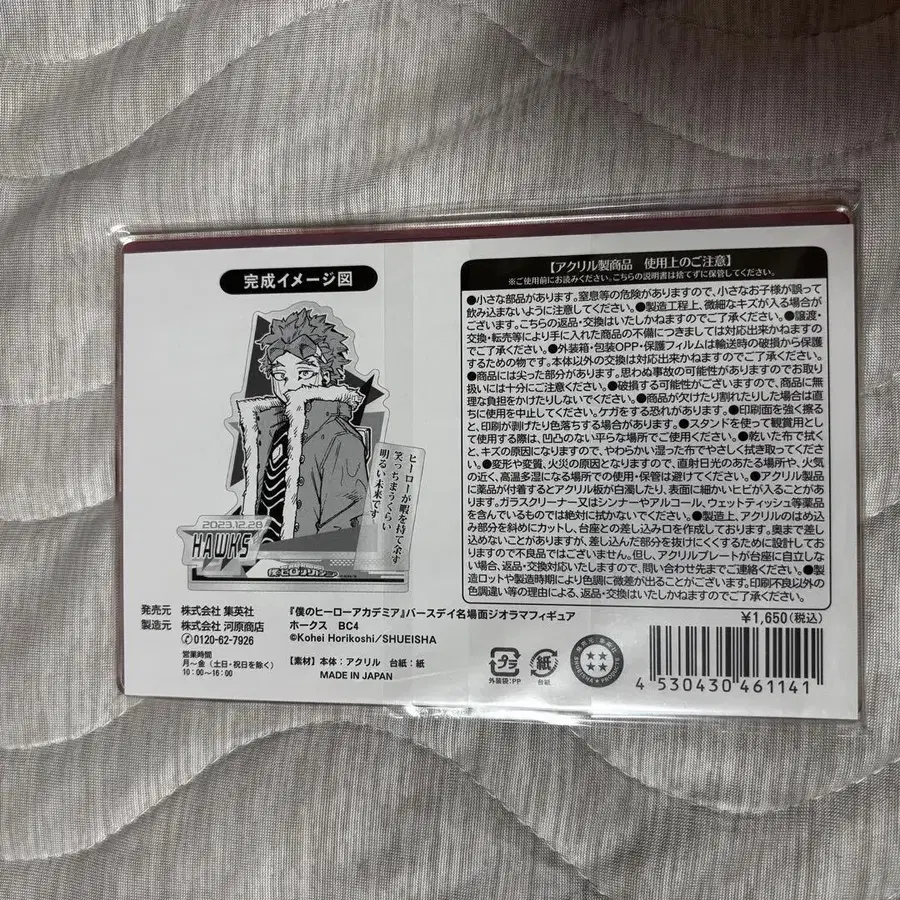 完成イメージ図
ヒーローが暇を持て余す
笑っちまうくらい
明るい未来です
2023.12.28
HAWKS
僕のヒーローアカデミア
【アクリル製商品 使用上のご注意】
※ご使用前にお読みください。こちらの説明書は捨てずに保管してください。
●小さな部品があります。窒息等の危険がありますので、小さなお子様が誤って
飲み込まないように注意してください。●製造工程上、微細なキズが入る場合が
ございます。こちらの返品・交換はいたしかねますのでご了承ください。●譲渡・
交換・転売等により手に入れた商品の不備につきましては対応出来かねますので
ご了承ください。●外装箱・包装OPP・保護フィルムは輸送時の破損から保護
するための物です。本体以外の交換は対応出来かねますのでご了承ください。
●商品には尖った部分があります。思わぬ事故の可能性がありますのでお取り
扱いには十分にご注意ください。●破損する可能性がございますので、商品に無
理な負担をかけたりしないでください。●商品が欠けたり割れたりした場合は直
ちに使用を中止してください。ケガをする恐れがあります。●印刷面を強く擦る
と、印刷が剥げたり色落ちする場合があります。●スタンドを使って観賞用とし
て使用する際は、凹凸のない平らな場所でご使用ください。●乾いた布で拭く
と、キズの原因になりますので、やわらかい湿った布でやさしく拭き取ってくださ
い。●変形や変質、火災の原因となりますので、直射日光のあたる場所や、火気
の近く、高温多湿になる場所での使用・保管は避けてください。●アクリル製品
に薬品が付着するとアクリル板が白濁したり、表面に細かいヒビが入ることがあ
ります。ガラスクリーナー又はシンナーやアルコール、ウェットティッシュ等薬品
を含んでいるものでは絶対に拭かないでください。●製造上、アクリルのはめ込
み部分を斜めにカットし、台座との差し込み口を作成しております。奥まで差し
込めないことがありますが、差し込んだ部分を抜けにくくするために設計してお
りますので不良品ではございません。但し、アクリルプレートが台座に自立しな
い場合、返品・交換対応いたしますので、問い合わせ先までご連絡ください。●製
造ロットや製造時期により色調に微差が出ることがございます。印刷不良以外の
色調違い等の理由による、返品・交換はいたしかねますのでご了承ください。
発売元 株式会社 集英社
製造元 株式会社 河原商店
0120-62-7926
営業時間
月〜金（土日・祝日を除く）
10：00〜16：00
『僕のヒーローアカデミア』バースデイ名場面ジオラマフィギュア
ホークス BC4
©Kohei Horikoshi/SHUEISHA
【素材】本体：アクリル 台紙：紙
MADE IN JAPAN
¥1,650(税込)
プラ
外装袋：PP
紙
台紙
4 530430 461141